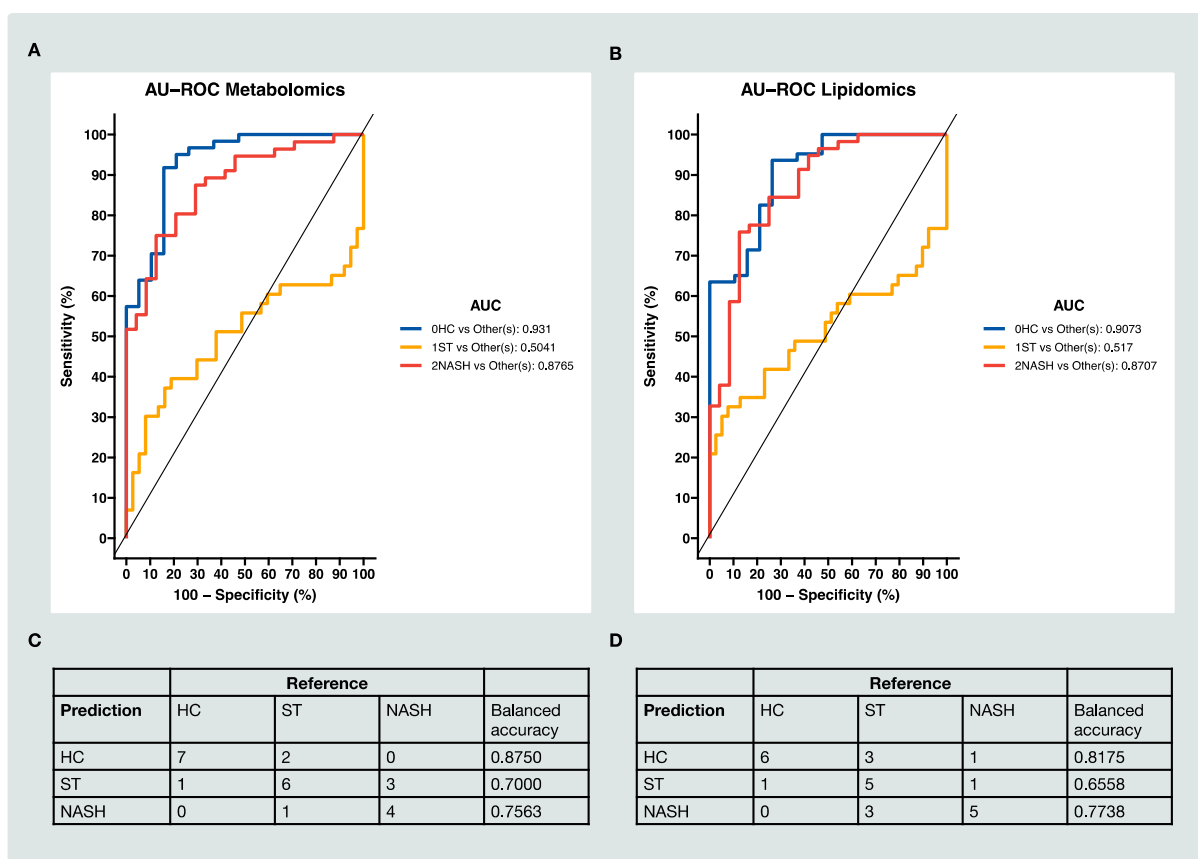 A
AU–ROC Metabolomics
100
90
80
70
60
50
40
30
20
10
0
Sensitivity (%)
0 10 20 30 40 50 60 70 80 90 100
100 – Specificity (%)
AUC
0HC vs Other(s): 0.931
1ST vs Other(s): 0.5041
2NASH vs Other(s): 0.8765
B
AU–ROC Lipidomics
100
90
80
70
60
50
40
30
20
10
0
Sensitivity (%)
0 10 20 30 40 50 60 70 80 90 100
100 – Specificity (%)
AUC
0HC vs Other(s): 0.9073
1ST vs Other(s): 0.517
2NASH vs Other(s): 0.8707
C
Reference
Prediction HC ST NASH Balanced
accuracy
HC 7 2 0 0.8750
ST 1 6 3 0.7000
NASH 0 1 4 0.7563
D
Reference
Prediction HC ST NASH Balanced
accuracy
HC 6 3 1 0.8175
ST 1 5 1 0.6558
NASH 0 3 5 0.7738